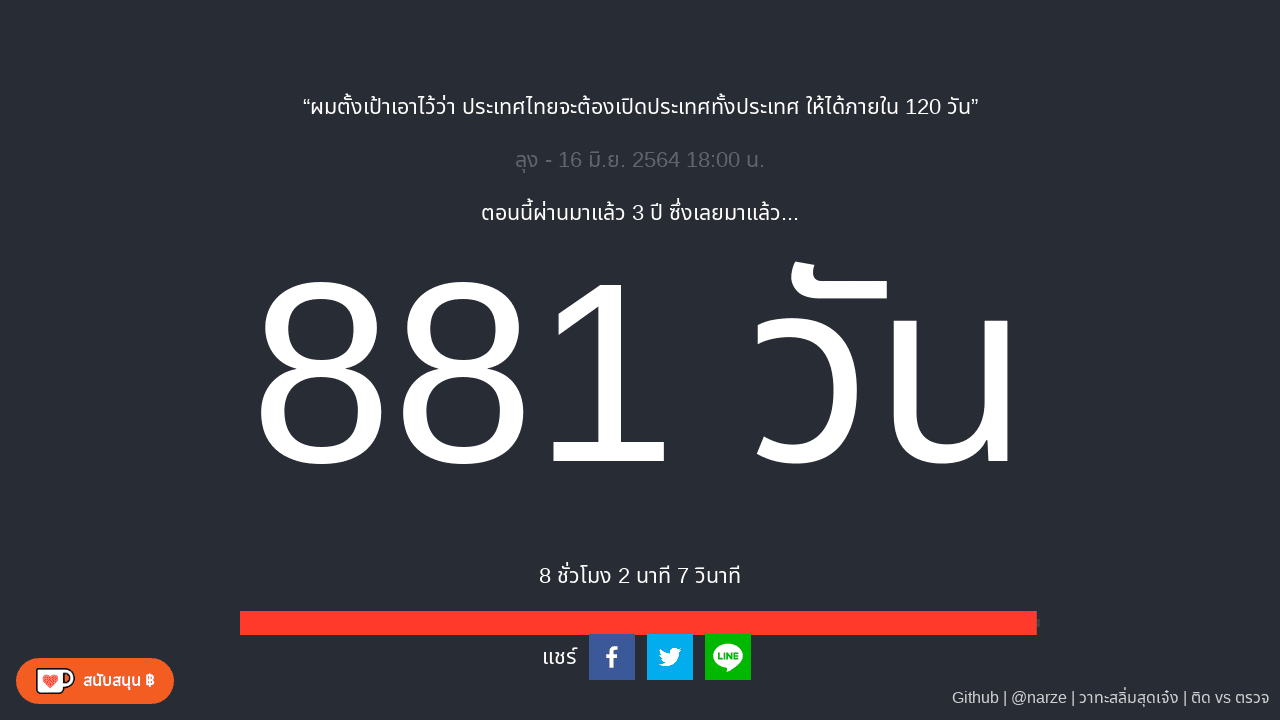 “ผมตั้งเป้าเอาไว้ว่า ประเทศไทยจะต้องเปิดประเทศทั้งประเทศ ให้ได้ภายใน 120 วัน”
ลุง - 16 มิ.ย. 2564 18:00 น.
ตอนนี้ผ่านมาแล้ว 3 ปี ซึ่งเลยมาแล้ว...
881 วัน
8 ชั่วโมง 2 นาที 7 วินาที
แชร์
LINE
สนับสนุน ฿
Github | @narze | วาทะสลิ่มสุดเจ๋ง | ติด vs ตรวจ